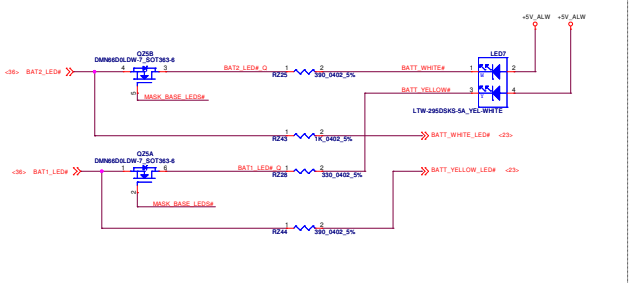 +5V_ALW +5V_ALW
QZ5B
DMN66D0LDW-7_SOT363-6
LED7
<36> BAT2_LED# 4 3 BAT2_LED#_Q 1 2 BATT_WHITE# 1 2
RZ25 390_0402_5%
5 MASK_BASE_LEDS#
BATT_YELLOW# 3 4
LTW-295DSKS-5A_YEL-WHITE
1 2 BATT_WHITE_LED# <23>
RZ43 1K_0402_5%
QZ5A
DMN66D0LDW-7_SOT363-6
<36> BAT1_LED# 1 6 BAT1_LED#_Q 1 2 BATT_YELLOW_LED# <23>
RZ28 330_0402_5%
2 MASK_BASE_LEDS#
1 2
RZ44 390_0402_5%